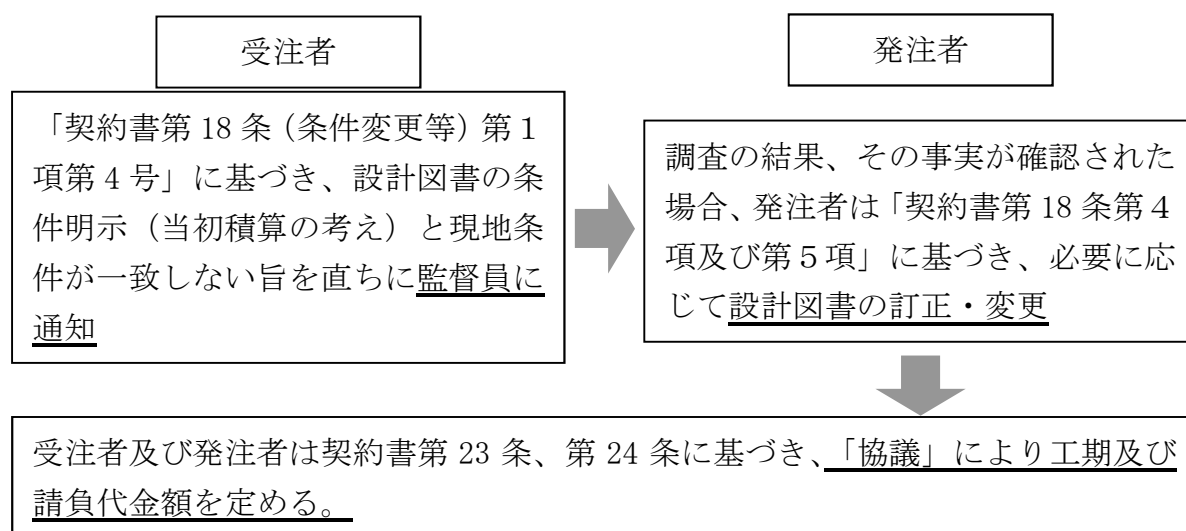 受注者
「契約書第 18 条（条件変更等）第１
項第４号」に基づき、設計図書の条
件明示（当初積算の考え）と現地条
件が一致しない旨を直ちに監督員に
通知
発注者
調査の結果、その事実が確認された
場合、発注者は「契約書第 18 条第４
項及び第５項」に基づき、必要に応
じて設計図書の訂正・変更
受注者及び発注者は契約書第 23 条、第 24 条に基づき、「協議」により工期及び
請負代金額を定める。